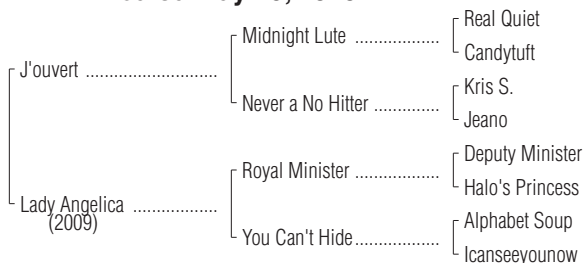 Real Quiet
Midnight Lute
Candytuft
J'ouvert
Kris S.
Never a No Hitter
Jeano
Deputy Minister
Royal Minister
Halo's Princess
Lady Angelica
(2009)
Alphabet Soup
You Can't Hide
Icanseeyounow